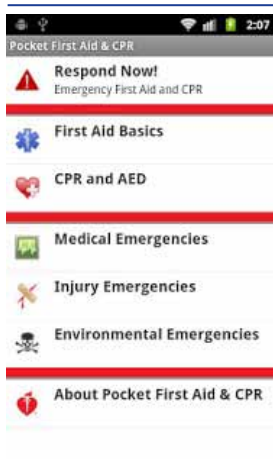 2:07
Pocket First Aid & CPR
Respond Now!
Emergency First Aid and CPR
First Aid Basics
CPR and AED
Medical Emergencies
Injury Emergencies
Environmental Emergencies
About Pocket First Aid & CPR